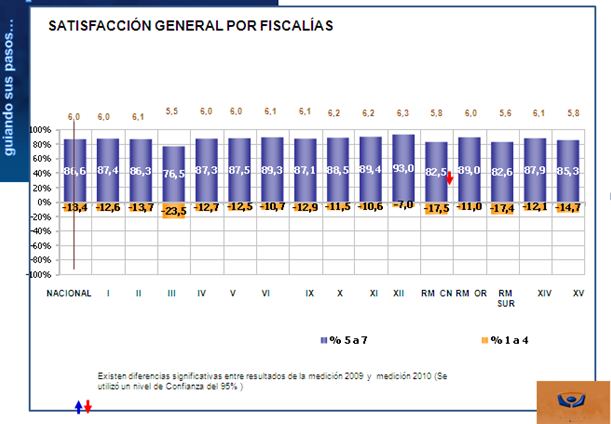 guiando sus pasos...
SATISFACCIÓN GENERAL POR FISCALÍAS
6,0 6,0 6,1 5,5 6,0 6,0 6,1 6,1 6,2 6,2 6,3 5,8 6,0 5,6 6,1 5,8
100%
80%
60%
40%
20%
0%
-20%
-40%
-60%
-80%
-100%
86,6 87,4 86,3 76,5 87,3 87,5 89,3 87,1 88,5 89,4 93,0 82,5 89,0 82,6 87,9 85,3
-13,4 -12,6 -13,7 -23,5 -12,7 -12,5 -10,7 -12,9 -11,5 -10,6 -7,0 -17,5 -11,0 -17,4 -12,1 -14,7
NACIONAL I II III IV V VI IX X XI XII RM CN RM OR RM SUR XIV XV
% 5 a 7 % 1 a 4
Existen diferencias significativas entre resultados de la medición 2009 y medición 2010 (Se
utilizó un nivel de Confianza del 95% )